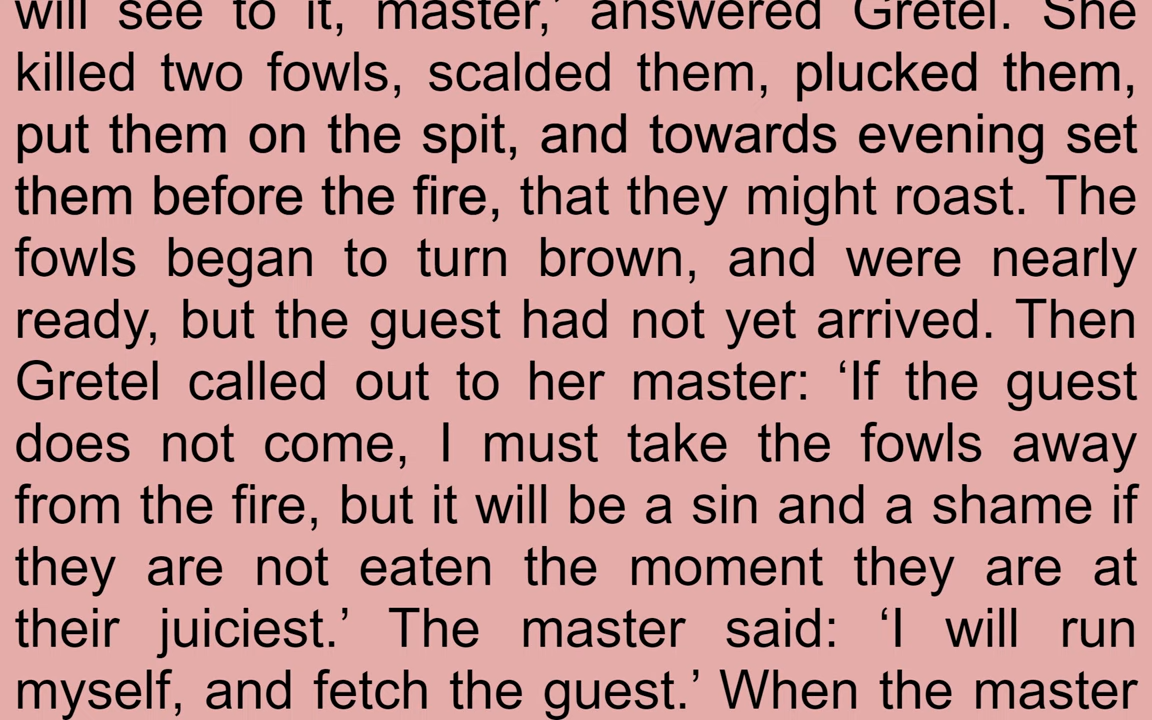 will see to it, master,’ answered Gretel. She
killed two fowls, scalded them, plucked them,
put them on the spit, and towards evening set
them before the fire, that they might roast. The
fowls began to turn brown, and were nearly
ready, but the guest had not yet arrived. Then
Gretel called out to her master: ‘If the guest
does not come, I must take the fowls away
from the fire, but it will be a sin and a shame if
they are not eaten the moment they are at
their juiciest.’ The master said: ‘I will run
myself, and fetch the guest.’ When the master